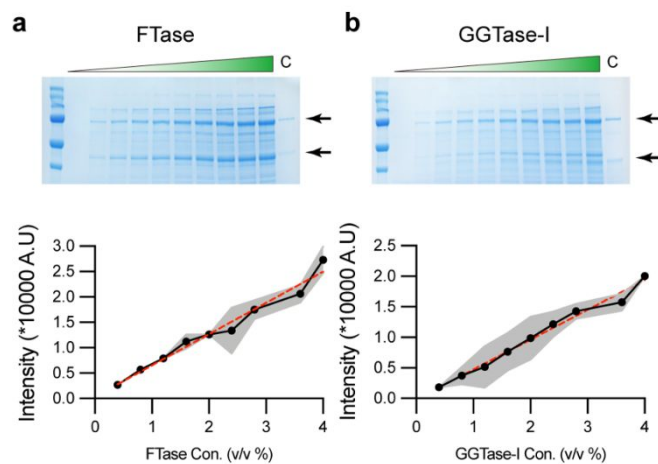 a
FTase
C
3.0
2.5
2.0
1.5
1.0
0.5
0.0
Intensity (*10000 A.U)
0 1 2 3 4
FTase Con. (v/v %)
b
GGTase-I
C
2.5
2.0
1.5
1.0
0.5
0.0
Intensity (*10000 A.U)
0 1 2 3 4
GGTase-I Con. (v/v %)